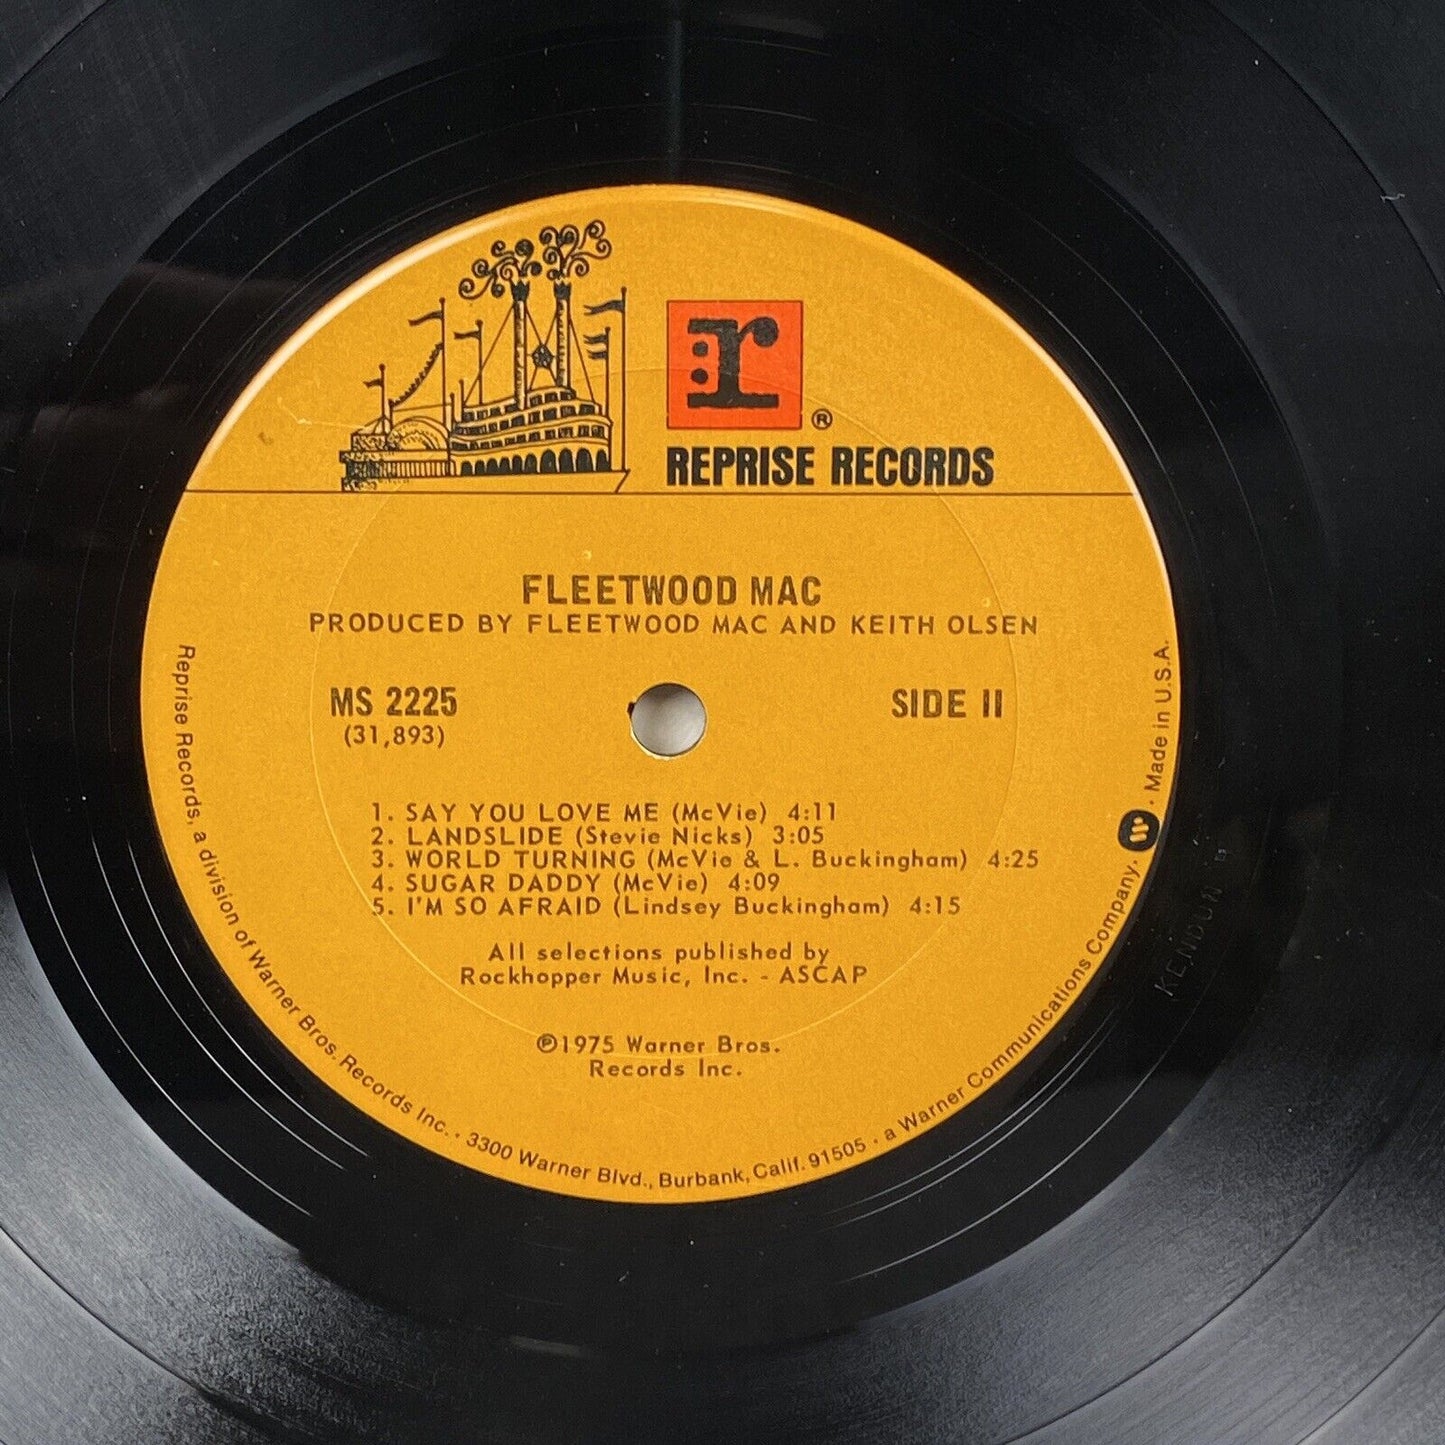 r
®
REPRISE RECORDS
FLEETWOOD MAC
PRODUCED BY FLEETWOOD MAC AND KEITH OLSEN
MS 2225
(31,893)
SIDE II
1. SAY YOU LOVE ME (McVie) 4:11
2. LANDSLIDE (Stevie Nicks) 3:05
3. WORLD TURNING (McVie & L. Buckingham) 4:25
4. SUGAR DADDY (McVie) 4:09
5. I'M SO AFRAID (Lindsey Buckingham) 4:15
All selections published by
Rockhopper Music, Inc. - ASCAP
℗1975 Warner Bros.
Records Inc.
Reprise Records, a division of Warner Bros. Records Inc. · 3300 Warner Blvd., Burbank, Calif. 91505 · a Warner Communications Company. W · Made in U.S.A.
KENDUN